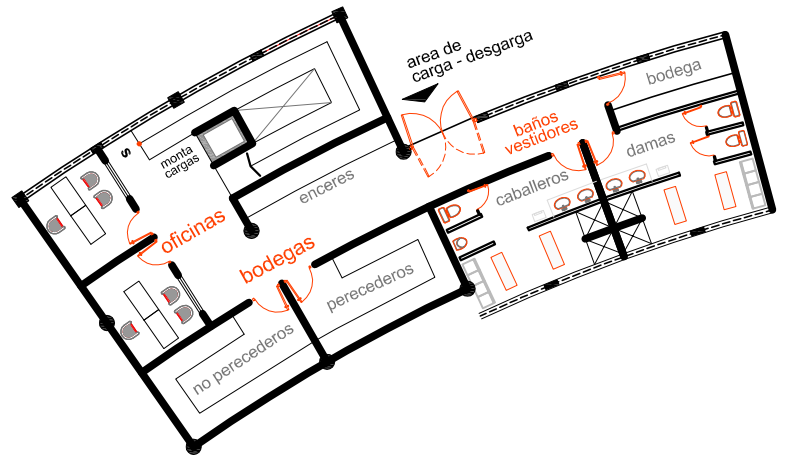 area de
carga - desgarga
bodega
baños
vestidores
damas
s
monta
cargas
enceres
caballeros
oficinas
bodegas
perecederos
no perecederos